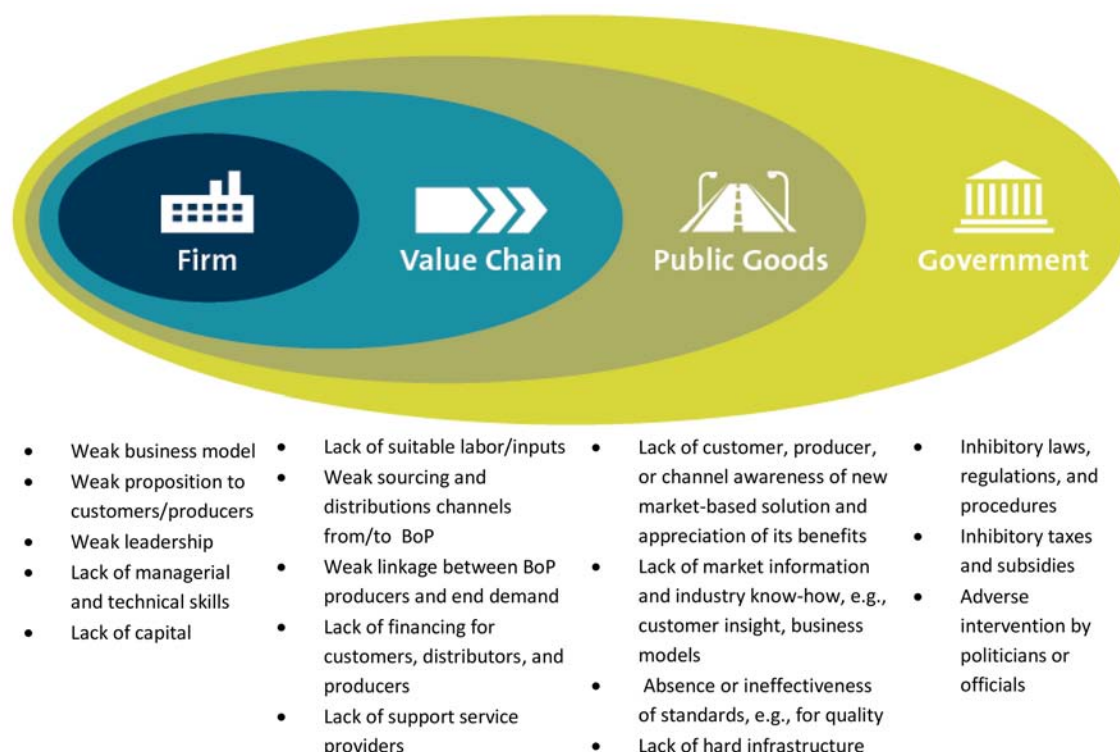 Firm
Value Chain
Public Goods
Government
• Weak business model
• Weak proposition to
customers/producers
• Weak leadership
• Lack of managerial
and technical skills
• Lack of capital
• Lack of suitable labor/inputs
• Weak sourcing and
distributions channels
from/to BoP
• Weak linkage between BoP
producers and end demand
• Lack of financing for
customers, distributors, and
producers
• Lack of support service
providers
• Lack of customer, producer,
or channel awareness of new
market-based solution and
appreciation of its benefits
• Lack of market information
and industry know-how, e.g.,
customer insight, business
models
• Absence or ineffectiveness
of standards, e.g., for quality
• Lack of hard infrastructure
• Inhibitory laws,
regulations, and
procedures
• Inhibitory taxes
and subsidies
• Adverse
intervention by
politicians or
officials